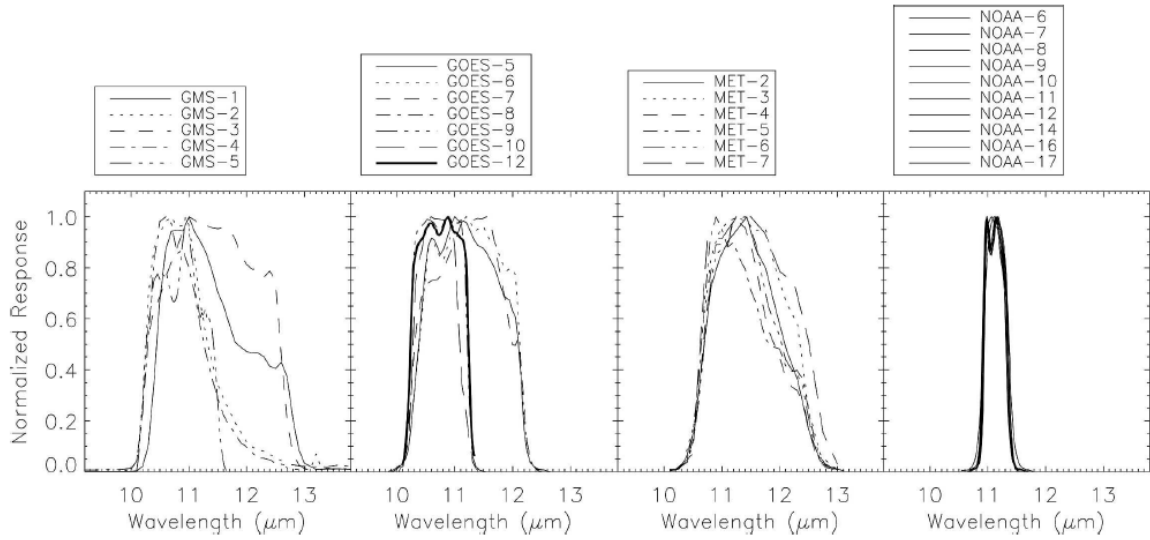 GMS-1
GMS-2
GMS-3
GMS-4
GMS-5
GOES-5
GOES-6
GOES-7
GOES-8
GOES-9
GOES-10
GOES-12
MET-2
MET-3
MET-4
MET-5
MET-6
MET-7
NOAA-6
NOAA-7
NOAA-8
NOAA-9
NOAA-10
NOAA-11
NOAA-12
NOAA-14
NOAA-16
NOAA-17
Normalized Response
1.0
0.8
0.6
0.4
0.2
0.0
10 11 12 13
10 11 12 13
10 11 12 13
10 11 12 13
Wavelength (μm)
Wavelength (μm)
Wavelength (μm)
Wavelength (μm)